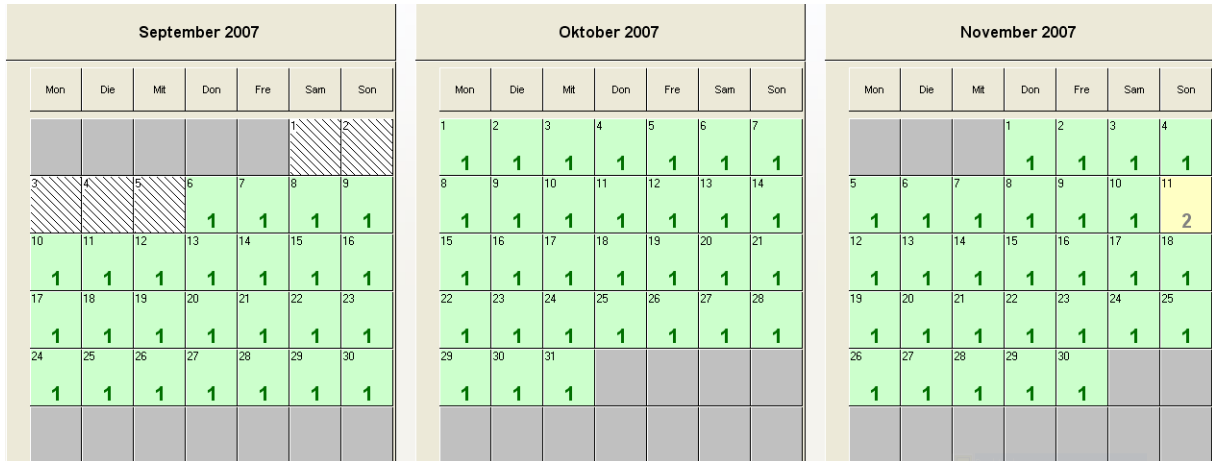 September 2007
Mon Die Mit Don Fre Sam Son
1 2
3 4 5 6 7 8 9
1 1 1 1
10 11 12 13 14 15 16
1 1 1 1 1 1 1
17 18 19 20 21 22 23
1 1 1 1 1 1 1
24 25 26 27 28 29 30
1 1 1 1 1 1 1
Oktober 2007
Mon Die Mit Don Fre Sam Son
1 2 3 4 5 6 7
1 1 1 1 1 1 1
8 9 10 11 12 13 14
1 1 1 1 1 1 1
15 16 17 18 19 20 21
1 1 1 1 1 1 1
22 23 24 25 26 27 28
1 1 1 1 1 1 1
29 30 31
1 1 1
November 2007
Mon Die Mit Don Fre Sam Son
1 2 3 4
1 1 1 1
5 6 7 8 9 10 11
1 1 1 1 1 1 2
12 13 14 15 16 17 18
1 1 1 1 1 1 1
19 20 21 22 23 24 25
1 1 1 1 1 1 1
26 27 28 29 30
1 1 1 1 1